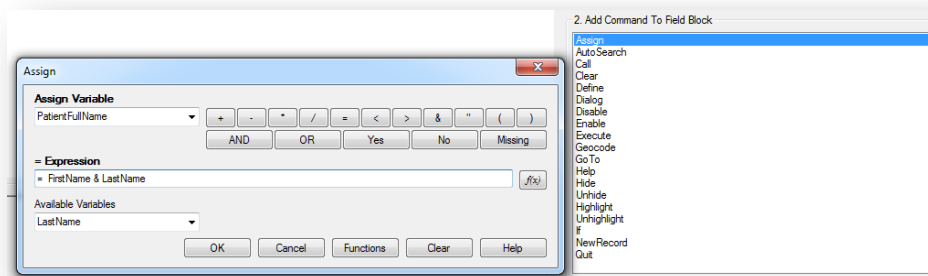 2. Add Command To Field Block
Assign
AutoSearch
Call
Clear
Define
Dialog
Disable
Enable
Execute
Geocode
GoTo
Help
Hide
Unhide
Highlight
Unhighlight
If
NewRecord
Quit
Assign
Assign Variable
PatientFullName
+ - * / = < > & " ( )
AND OR Yes No Missing
= Expression
= FirstName & LastName
f(x)
Available Variables
LastName
OK Cancel Functions Clear Help